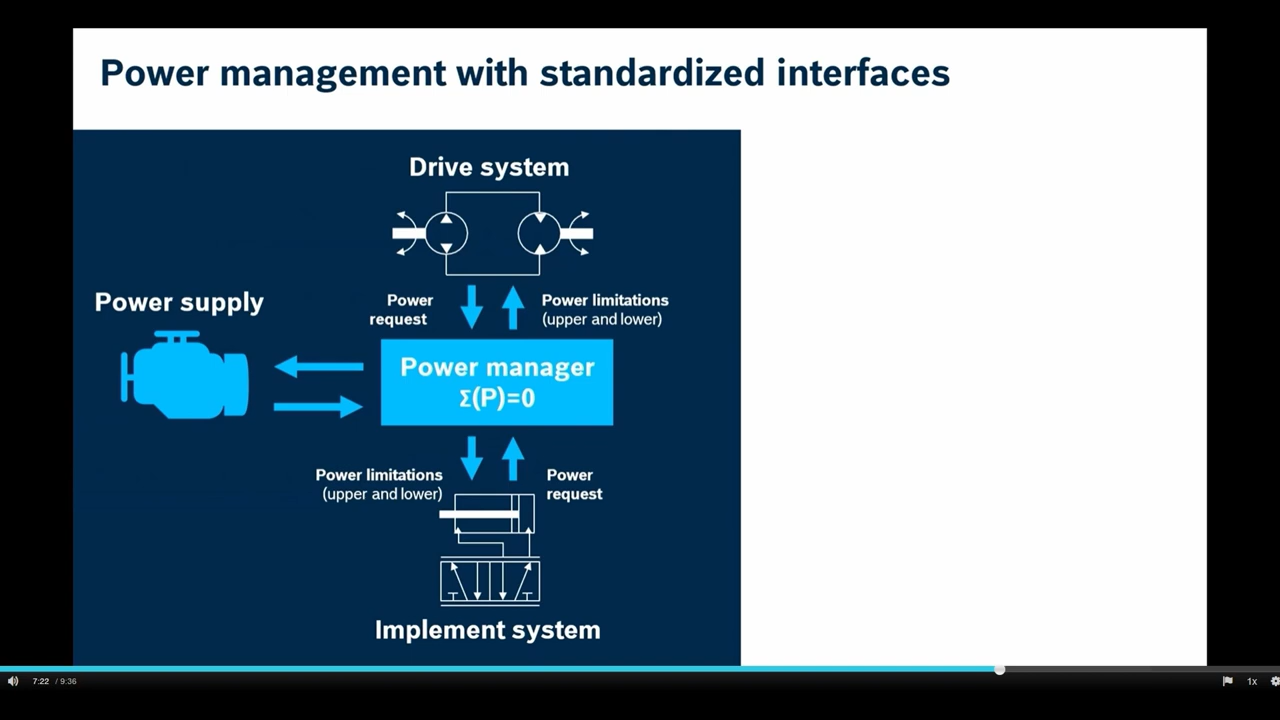 Power management with standardized interfaces
Drive system
Power supply
Power
request
Power limitations
(upper and lower)
Power manager
Σ(P)=0
Power limitations
(upper and lower)
Power
request
Implement system
7:22 / 9:36
1x